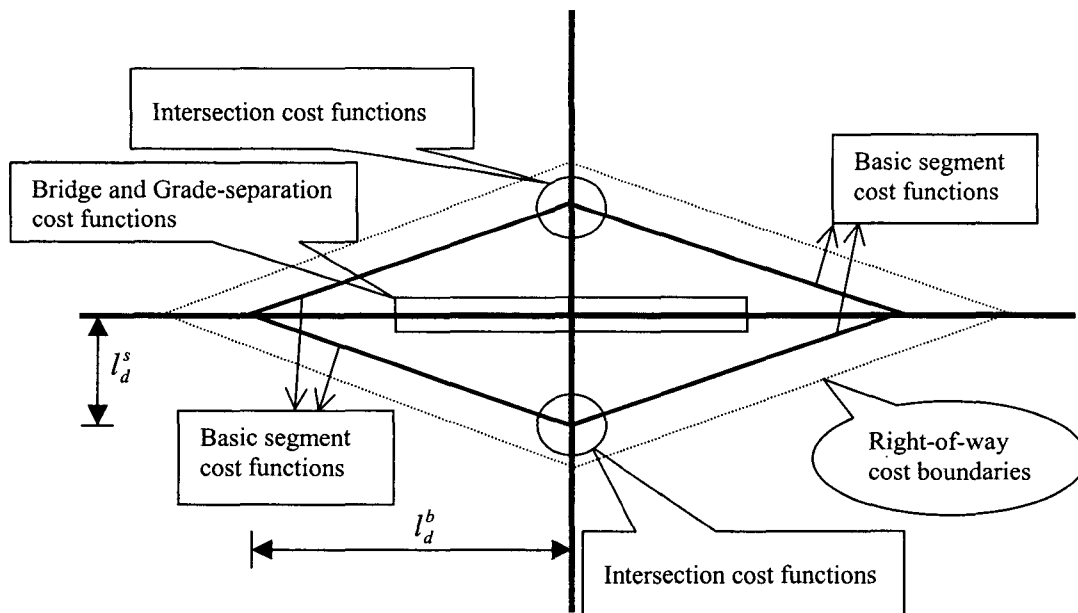 Intersection cost functions
Bridge and Grade-separation
cost functions
Basic segment
cost functions
l_d^s
Basic segment
cost functions
Right-of-way
cost boundaries
l_d^b
Intersection cost functions